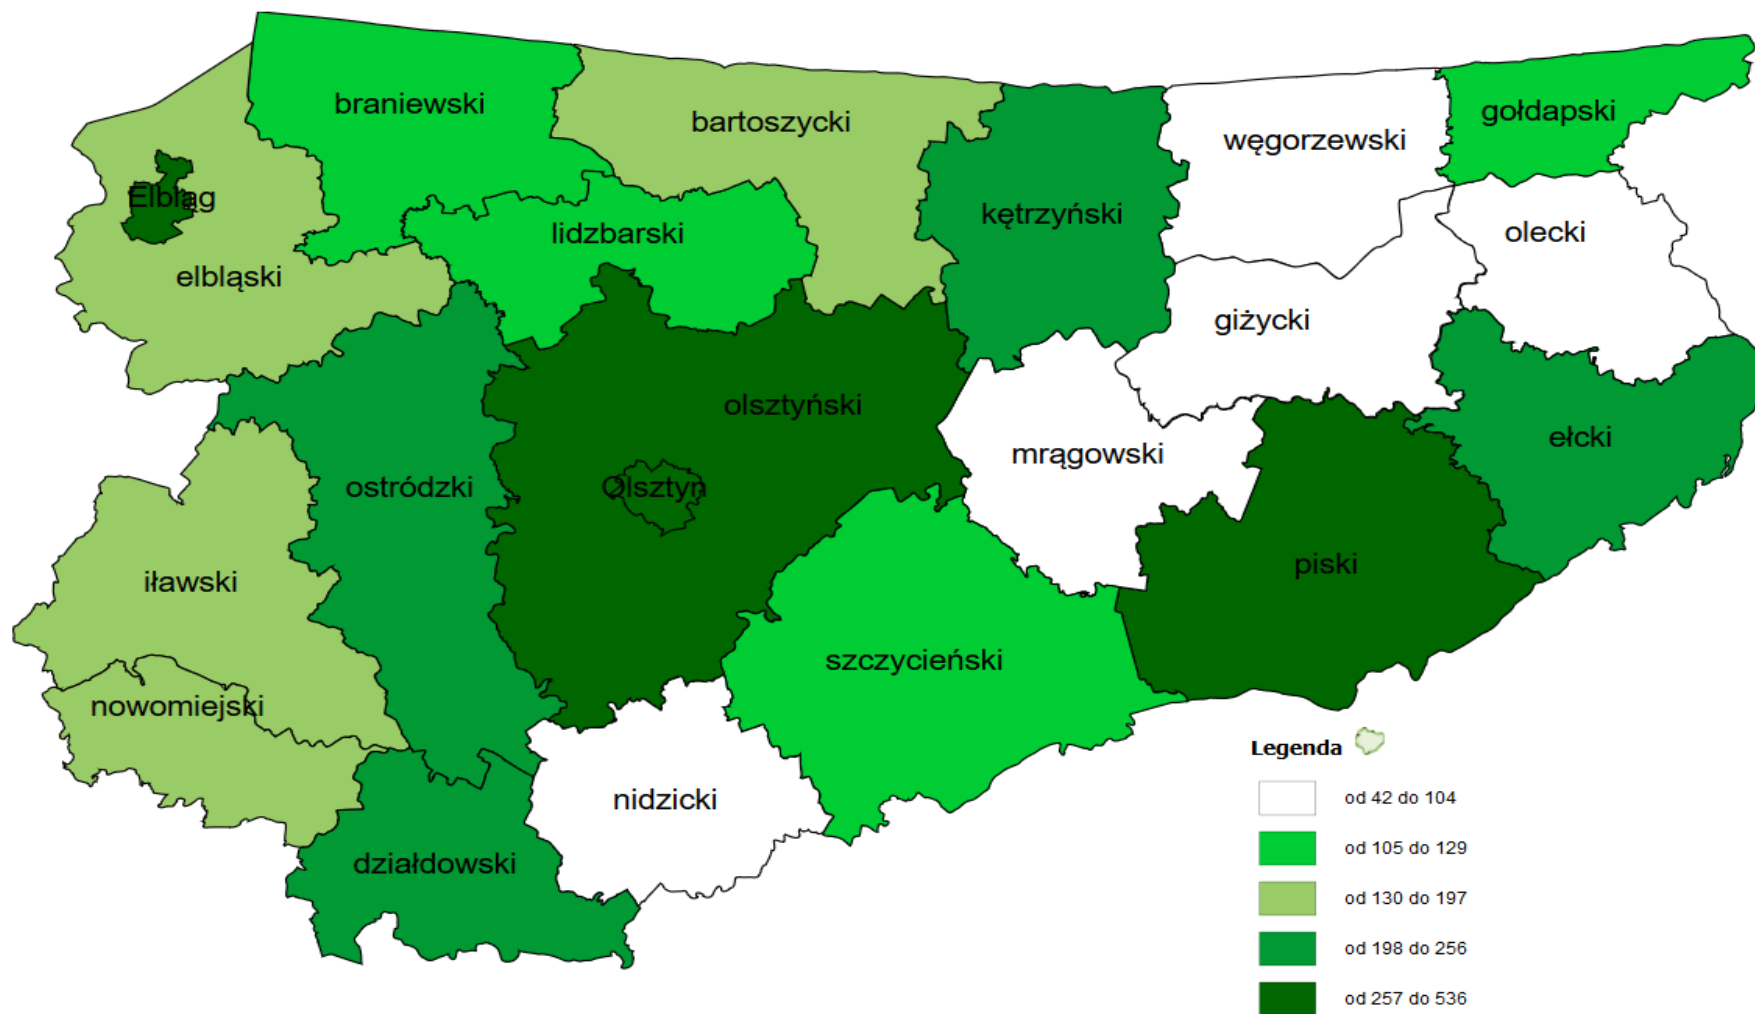 braniewski
bartoszycki
gołdapski
węgorzewski
Elbląg
kętrzyński
lidzbarski
olecki
elbląski
giżycki
olsztyński
ełcki
mrągowski
ostródzki
Olsztyn
piski
iławski
szczycieński
nowomiejski
nidzicki
działdowski
Legenda
od 42 do 104
od 105 do 129
od 130 do 197
od 198 do 256
od 257 do 536